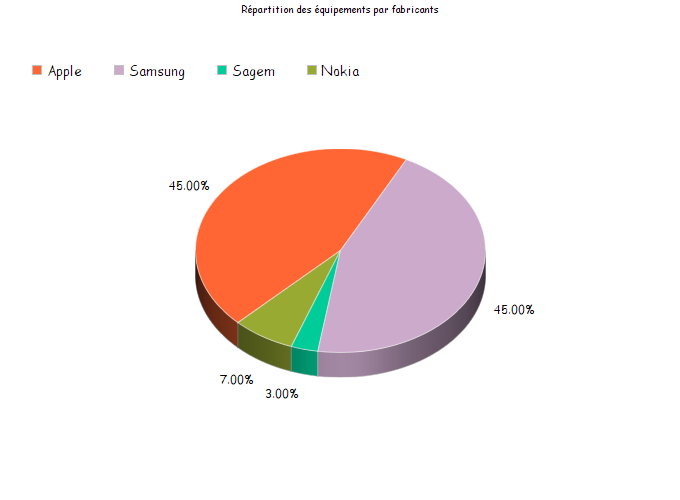 Répartition des équipements par fabricants
Apple Samsung Sagem Nokia
45.00%
45.00%
7.00%
3.00%